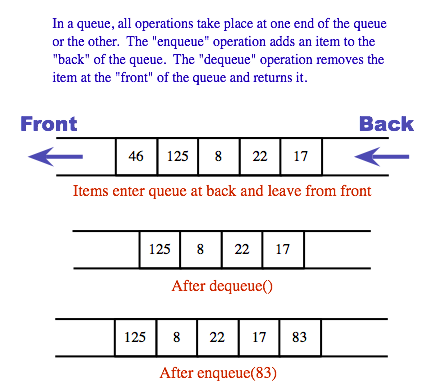 In a queue, all operations take place at one end of the queue
or the other. The "enqueue" operation adds an item to the
"back" of the queue. The "dequeue" operation removes the
item at the "front" of the queue and returns it.
Front Back
46 125 8 22 17
Items enter queue at back and leave from front
125 8 22 17
After dequeue()
125 8 22 17 83
After enqueue(83)